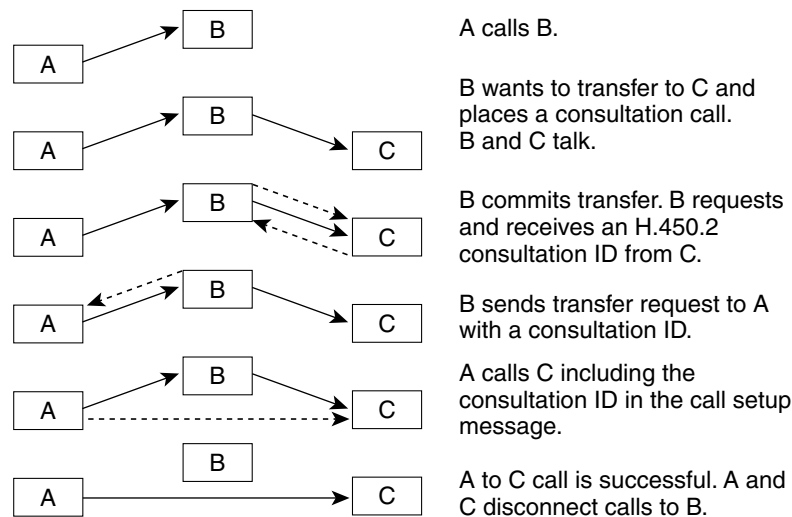 B
A calls B.
A
B wants to transfer to C and
places a consultation call.
B and C talk.
B
A
C
B
B commits transfer. B requests
and receives an H.450.2
consultation ID from C.
A
C
B
B sends transfer request to A
with a consultation ID.
A
C
B
A calls C including the
consultation ID in the call setup
message.
A
C
B
A to C call is successful. A and
C disconnect calls to B.
A
C